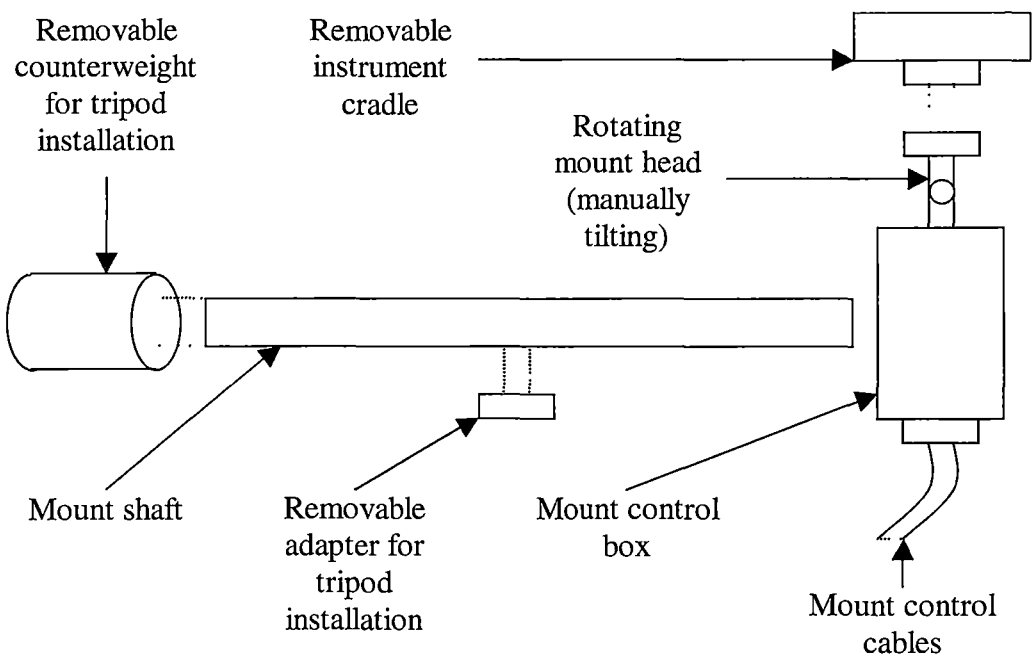 Removable
counterweight
for tripod
installation
Removable
instrument
cradle
Rotating
mount head
(manually
tilting)
Mount shaft
Removable
adapter for
tripod
installation
Mount control
box
Mount control
cables